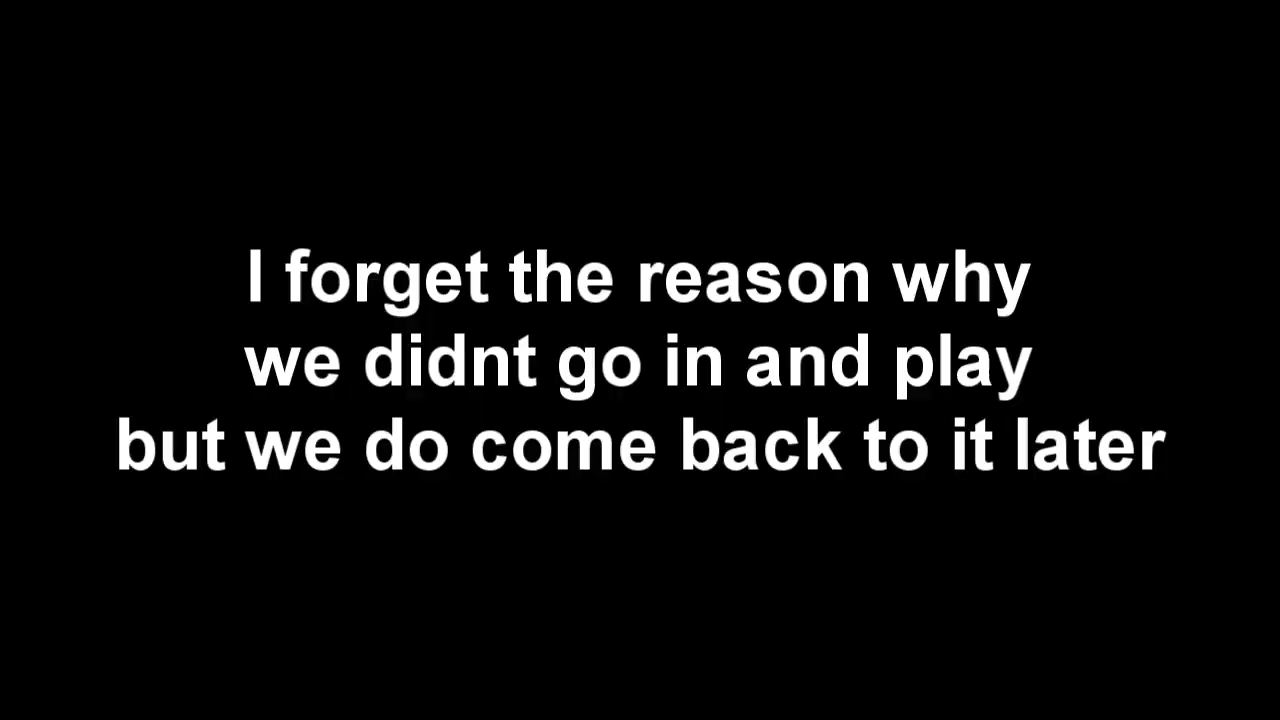 I forget the reason why
we didnt go in and play
but we do come back to it later